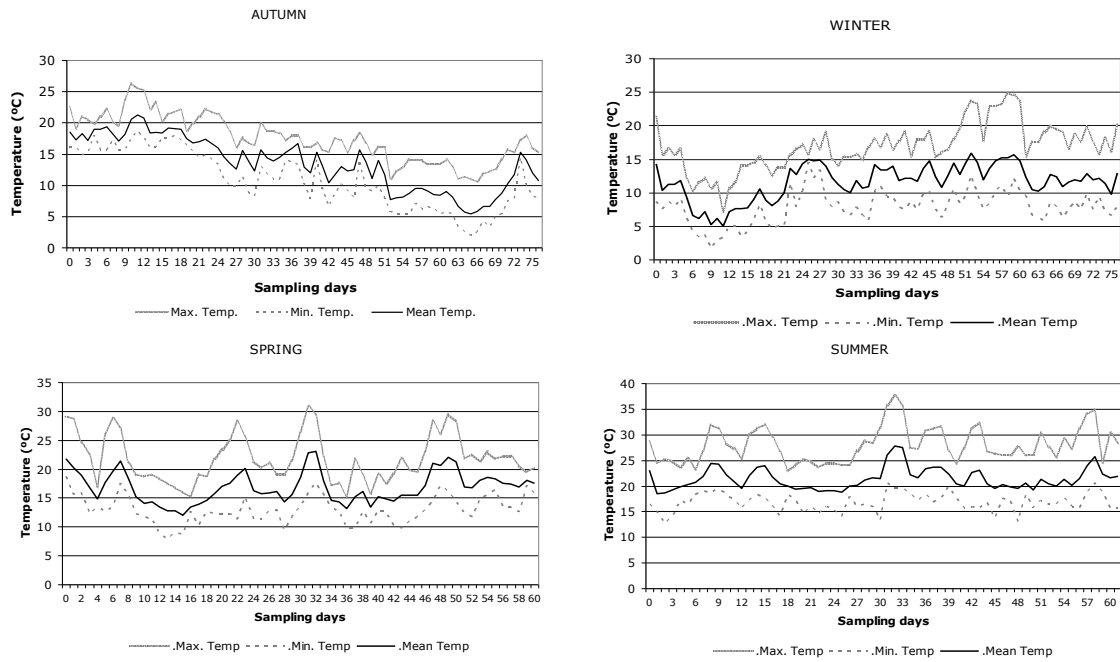 AUTUMN
30
25
20
15
10
5
0
Temperature (ºC)
0 3 6 9 12 15 18 21 24 27 30 33 36 39 42 45 48 51 54 57 60 63 66 69 72 75
Sampling days
Max. Temp. Min. Temp. Mean Temp.
WINTER
30
25
20
15
10
5
0
Temperature (ºC)
0 3 6 9 12 15 18 21 24 27 30 33 36 39 42 45 48 51 54 57 60 63 66 69 72 75
Sampling days
.Max. Temp .Min. Temp .Mean Temp
SPRING
35
30
25
20
15
10
5
0
Temperature (ºC)
0 2 4 6 8 10 12 14 16 18 20 22 24 26 28 30 32 34 36 38 40 42 44 46 48 50 52 54 56 58 60
Sampling days
.Max. Temp .Min. Temp .Mean Temp
SUMMER
40
35
30
25
20
15
10
5
0
Temperature (ºC)
0 3 6 9 12 15 18 21 24 27 30 33 36 39 42 45 48 51 54 57 60
Sampling days
.Max. Temp .Min. Temp .Mean Temp